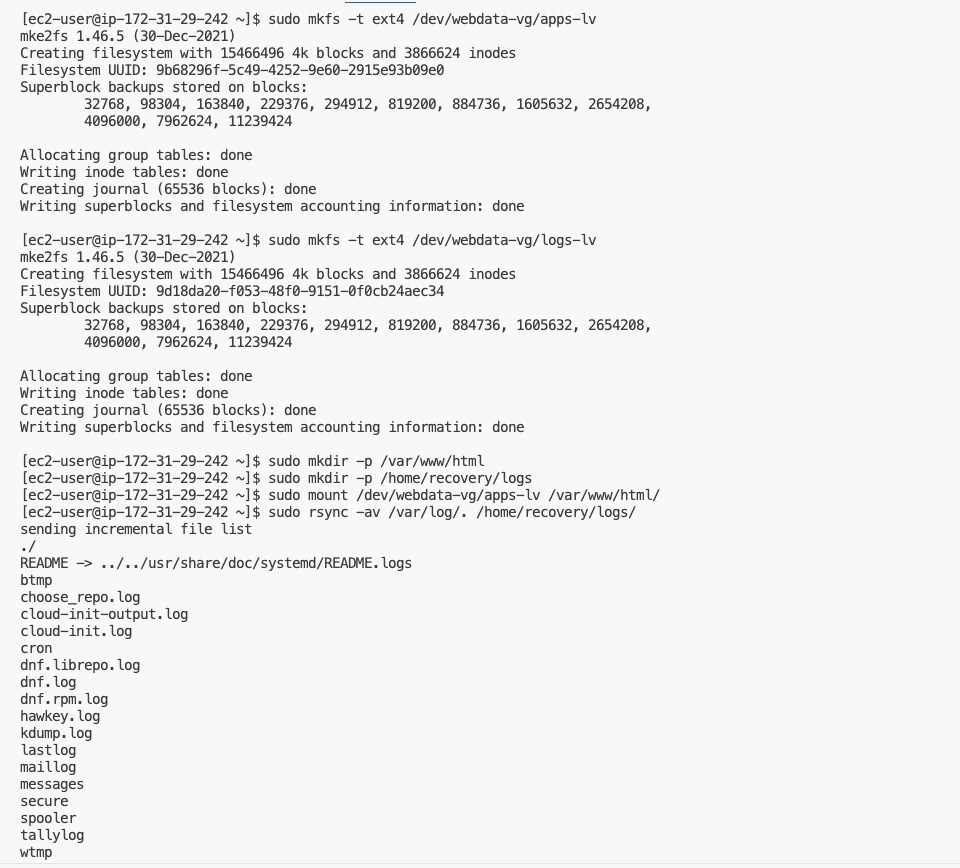 [ec2-user@ip-172-31-29-242 ~]$ sudo mkfs -t ext4 /dev/webdata-vg/apps-lv
mke2fs 1.46.5 (30-Dec-2021)
Creating filesystem with 15466496 4k blocks and 3866624 inodes
Filesystem UUID: 9b68296f-5c49-4252-9e60-2915e93b09e0
Superblock backups stored on blocks:
        32768, 98304, 163840, 229376, 294912, 819200, 884736, 1605632, 2654208,
        4096000, 7962624, 11239424

Allocating group tables: done
Writing inode tables: done
Creating journal (65536 blocks): done
Writing superblocks and filesystem accounting information: done

[ec2-user@ip-172-31-29-242 ~]$ sudo mkfs -t ext4 /dev/webdata-vg/logs-lv
mke2fs 1.46.5 (30-Dec-2021)
Creating filesystem with 15466496 4k blocks and 3866624 inodes
Filesystem UUID: 9d18da20-f053-48f0-9151-0f0cb24aec34
Superblock backups stored on blocks:
        32768, 98304, 163840, 229376, 294912, 819200, 884736, 1605632, 2654208,
        4096000, 7962624, 11239424

Allocating group tables: done
Writing inode tables: done
Creating journal (65536 blocks): done
Writing superblocks and filesystem accounting information: done

[ec2-user@ip-172-31-29-242 ~]$ sudo mkdir -p /var/www/html
[ec2-user@ip-172-31-29-242 ~]$ sudo mkdir -p /home/recovery/logs
[ec2-user@ip-172-31-29-242 ~]$ sudo mount /dev/webdata-vg/apps-lv /var/www/html/
[ec2-user@ip-172-31-29-242 ~]$ sudo rsync -av /var/log/. /home/recovery/logs/
sending incremental file list
./
README -> ../../usr/share/doc/systemd/README.logs
btmp
choose_repo.log
cloud-init-output.log
cloud-init.log
cron
dnf.librepo.log
dnf.log
dnf.rpm.log
hawkey.log
kdump.log
lastlog
maillog
messages
secure
spooler
tallylog
wtmp